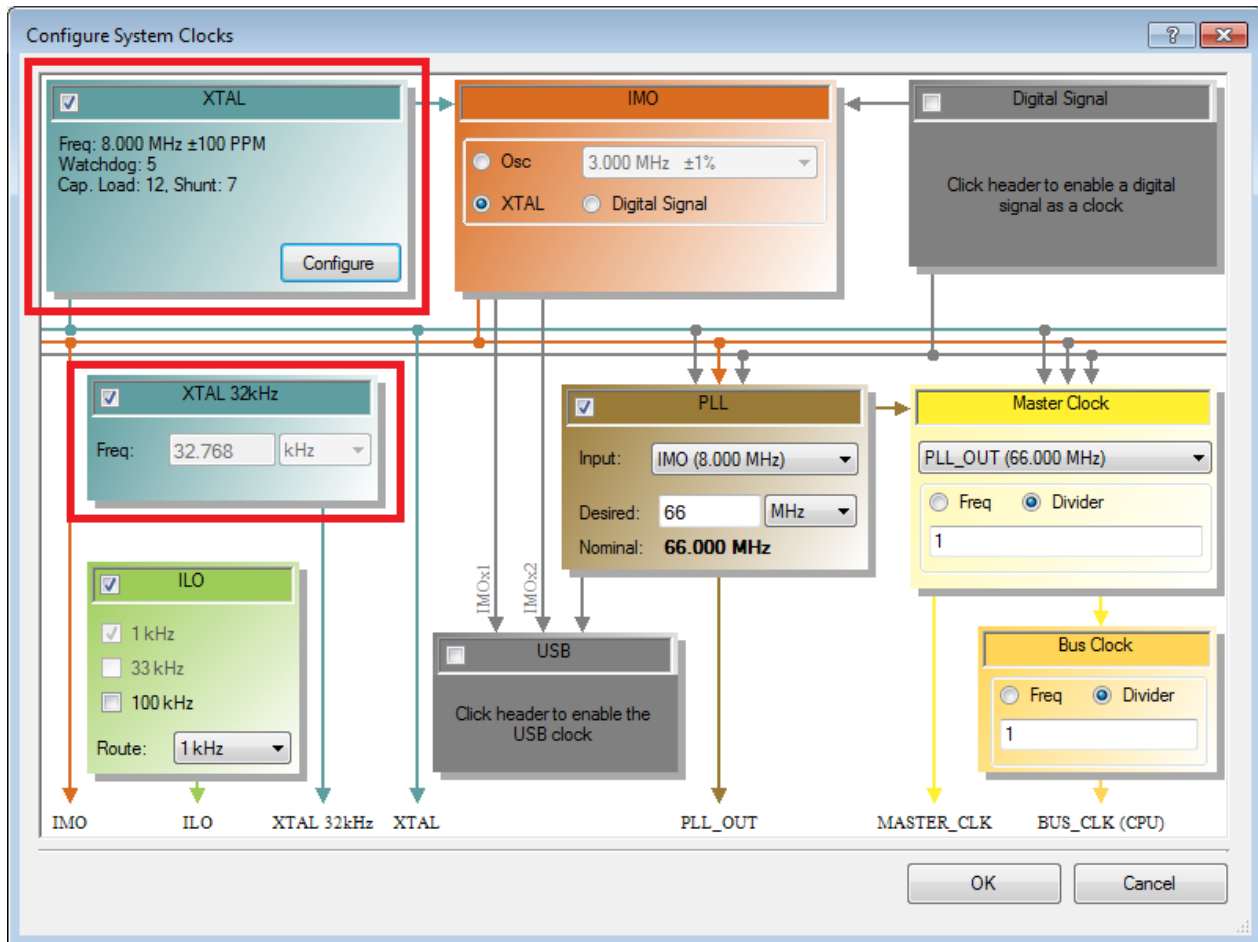 Configure System Clocks
XTAL
Freq: 8.000 MHz ±100 PPM
Watchdog: 5
Cap. Load: 12, Shunt: 7
Configure
IMO
Osc
3.000 MHz ±1%
XTAL
Digital Signal
Digital Signal
Click header to enable a digital
signal as a clock
XTAL 32kHz
Freq:
32.768
kHz
PLL
Input:
IMO (8.000 MHz)
Desired:
66
MHz
Nominal:
66.000 MHz
Master Clock
PLL_OUT (66.000 MHz)
Freq
Divider
1
ILO
1 kHz
33 kHz
100 kHz
Route:
1 kHz
IMOx1
IMOx2
USB
Click header to enable the
USB clock
Bus Clock
Freq
Divider
1
IMO
ILO
XTAL 32kHz
XTAL
PLL_OUT
MASTER_CLK
BUS_CLK (CPU)
OK
Cancel